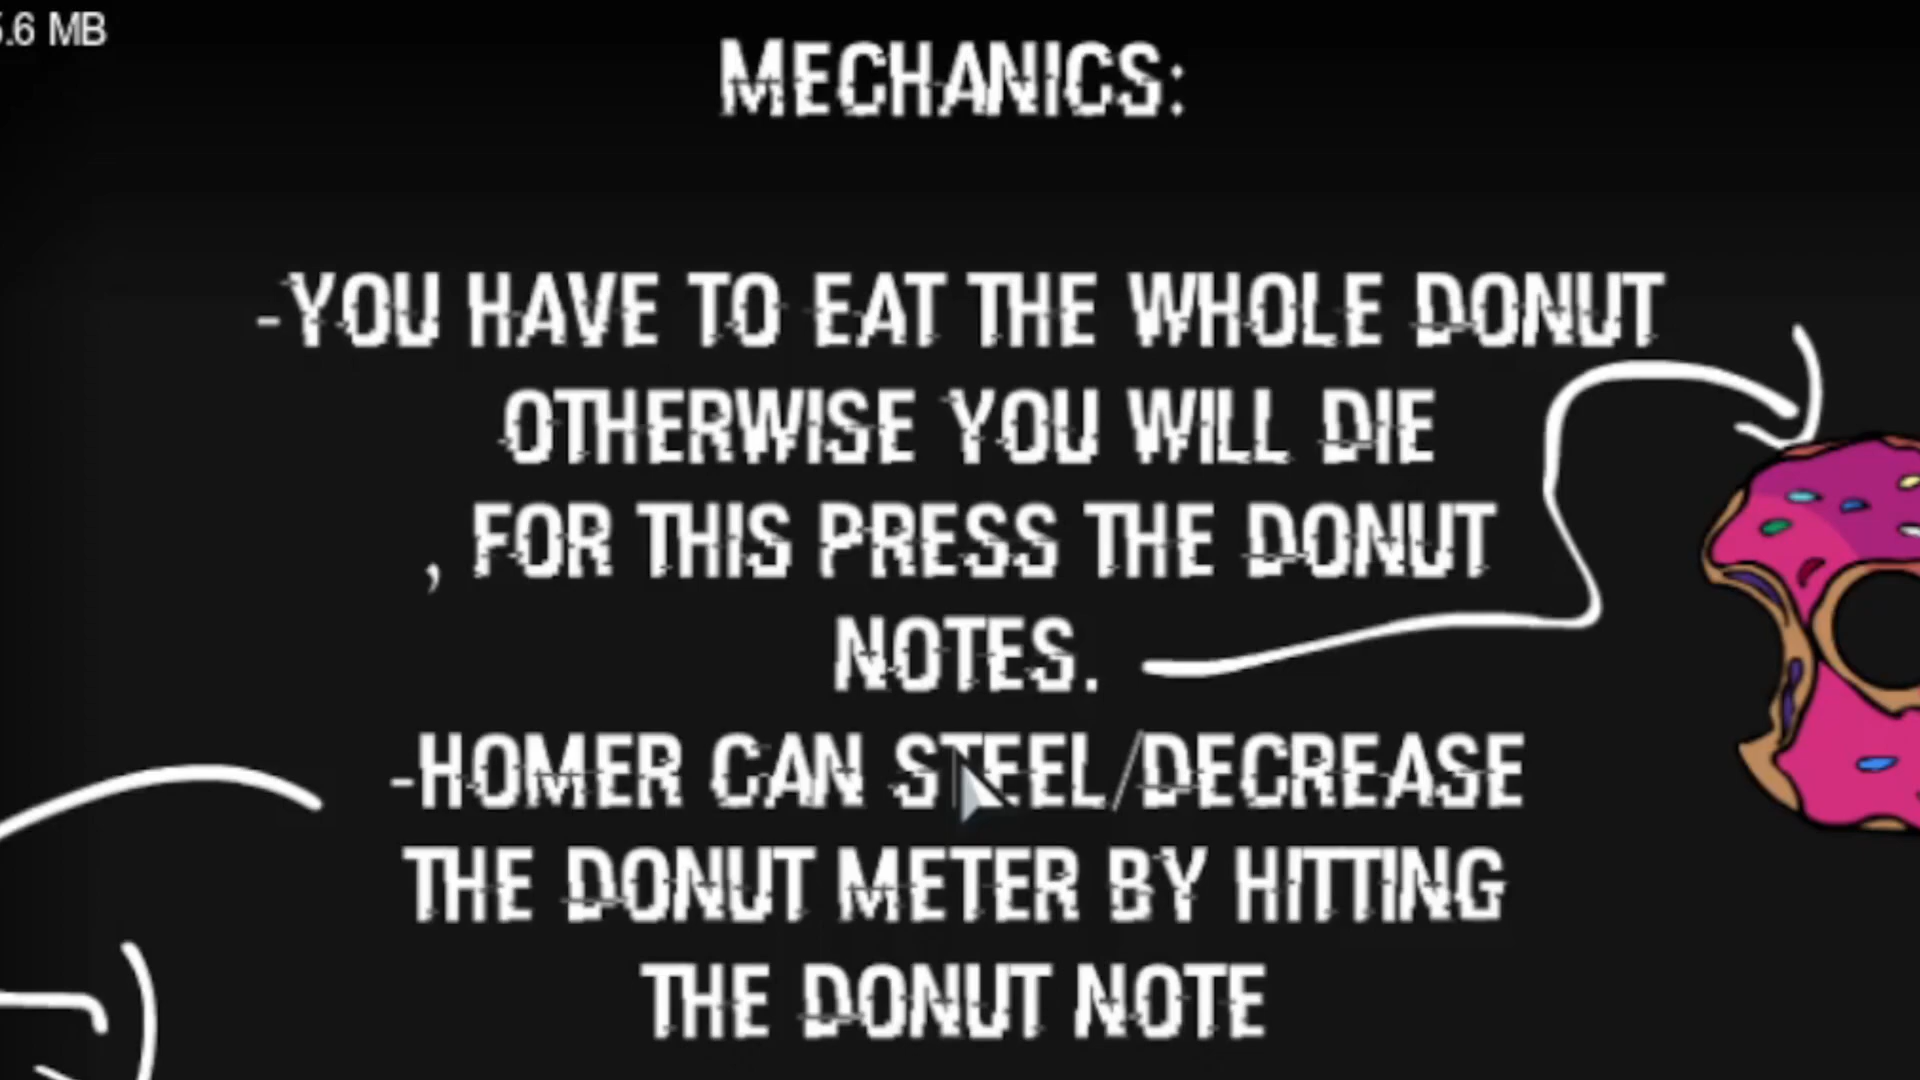 5.6 MB
MECHANICS:
-YOU HAVE TO EAT THE WHOLE DONUT
OTHERWISE YOU WILL DIE
, FOR THIS PRESS THE DONUT
NOTES.
-HOMER CAN STEEL/DECREASE
THE DONUT METER BY HITTING
THE DONUT NOTE